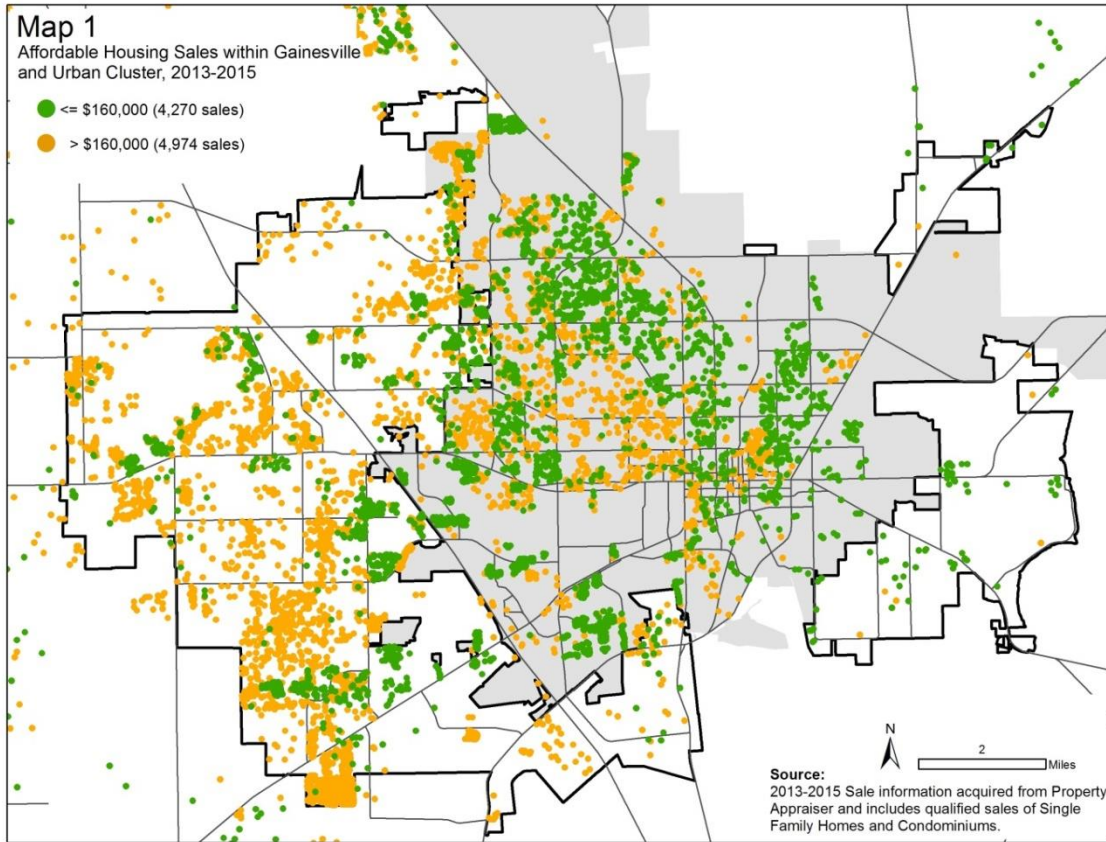 Map 1
Affordable Housing Sales within Gainesville
and Urban Cluster, 2013-2015
<= $160,000 (4,270 sales)
> $160,000 (4,974 sales)
N
2
Miles
Source:
2013-2015 Sale information acquired from Property
Appraiser and includes qualified sales of Single
Family Homes and Condominiums.